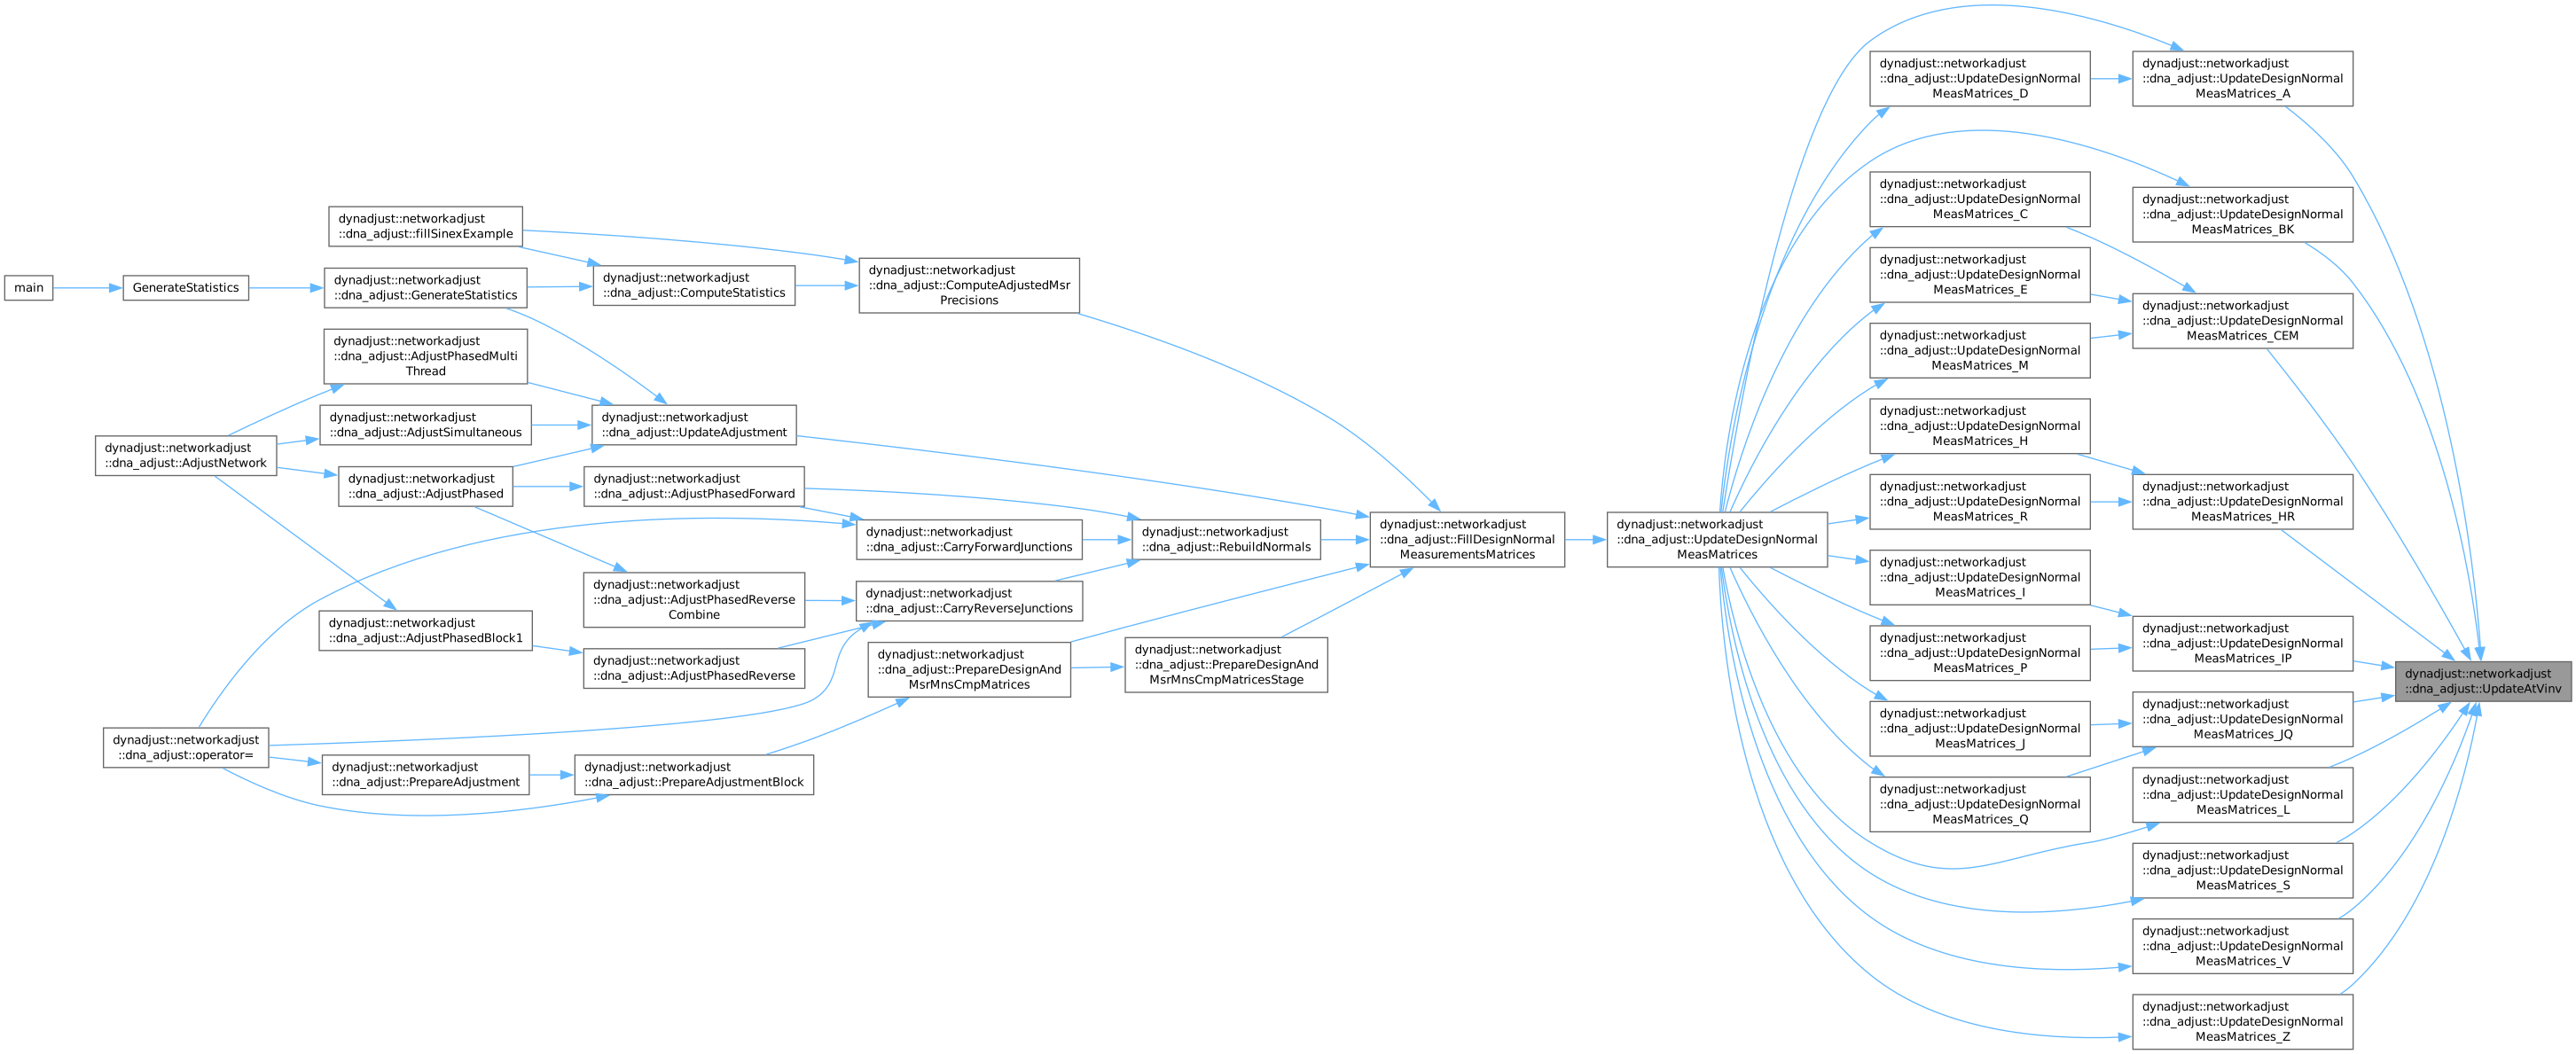 main
GenerateStatistics
dynadjust::networkadjust
::dna_adjust::AdjustNetwork
dynadjust::networkadjust
::dna_adjust::operator=
dynadjust::networkadjust
::dna_adjust::fillSinexExample
dynadjust::networkadjust
::dna_adjust::GenerateStatistics
dynadjust::networkadjust
::dna_adjust::AdjustPhasedMulti
Thread
dynadjust::networkadjust
::dna_adjust::AdjustSimultaneous
dynadjust::networkadjust
::dna_adjust::AdjustPhased
dynadjust::networkadjust
::dna_adjust::AdjustPhasedBlock1
dynadjust::networkadjust
::dna_adjust::PrepareAdjustment
dynadjust::networkadjust
::dna_adjust::ComputeStatistics
dynadjust::networkadjust
::dna_adjust::UpdateAdjustment
dynadjust::networkadjust
::dna_adjust::AdjustPhasedForward
dynadjust::networkadjust
::dna_adjust::AdjustPhasedReverse
Combine
dynadjust::networkadjust
::dna_adjust::AdjustPhasedReverse
dynadjust::networkadjust
::dna_adjust::PrepareAdjustmentBlock
dynadjust::networkadjust
::dna_adjust::ComputeAdjustedMsr
Precisions
dynadjust::networkadjust
::dna_adjust::CarryForwardJunctions
dynadjust::networkadjust
::dna_adjust::CarryReverseJunctions
dynadjust::networkadjust
::dna_adjust::PrepareDesignAnd
MsrMnsCmpMatrices
dynadjust::networkadjust
::dna_adjust::RebuildNormals
dynadjust::networkadjust
::dna_adjust::PrepareDesignAnd
MsrMnsCmpMatricesStage
dynadjust::networkadjust
::dna_adjust::FillDesignNormal
MeasurementsMatrices
dynadjust::networkadjust
::dna_adjust::UpdateDesignNormal
MeasMatrices
dynadjust::networkadjust
::dna_adjust::UpdateDesignNormal
MeasMatrices_D
dynadjust::networkadjust
::dna_adjust::UpdateDesignNormal
MeasMatrices_C
dynadjust::networkadjust
::dna_adjust::UpdateDesignNormal
MeasMatrices_E
dynadjust::networkadjust
::dna_adjust::UpdateDesignNormal
MeasMatrices_M
dynadjust::networkadjust
::dna_adjust::UpdateDesignNormal
MeasMatrices_H
dynadjust::networkadjust
::dna_adjust::UpdateDesignNormal
MeasMatrices_R
dynadjust::networkadjust
::dna_adjust::UpdateDesignNormal
MeasMatrices_I
dynadjust::networkadjust
::dna_adjust::UpdateDesignNormal
MeasMatrices_P
dynadjust::networkadjust
::dna_adjust::UpdateDesignNormal
MeasMatrices_J
dynadjust::networkadjust
::dna_adjust::UpdateDesignNormal
MeasMatrices_Q
dynadjust::networkadjust
::dna_adjust::UpdateDesignNormal
MeasMatrices_A
dynadjust::networkadjust
::dna_adjust::UpdateDesignNormal
MeasMatrices_BK
dynadjust::networkadjust
::dna_adjust::UpdateDesignNormal
MeasMatrices_CEM
dynadjust::networkadjust
::dna_adjust::UpdateDesignNormal
MeasMatrices_HR
dynadjust::networkadjust
::dna_adjust::UpdateDesignNormal
MeasMatrices_IP
dynadjust::networkadjust
::dna_adjust::UpdateDesignNormal
MeasMatrices_JQ
dynadjust::networkadjust
::dna_adjust::UpdateDesignNormal
MeasMatrices_L
dynadjust::networkadjust
::dna_adjust::UpdateDesignNormal
MeasMatrices_S
dynadjust::networkadjust
::dna_adjust::UpdateDesignNormal
MeasMatrices_V
dynadjust::networkadjust
::dna_adjust::UpdateDesignNormal
MeasMatrices_Z
dynadjust::networkadjust
::dna_adjust::UpdateAtVinv